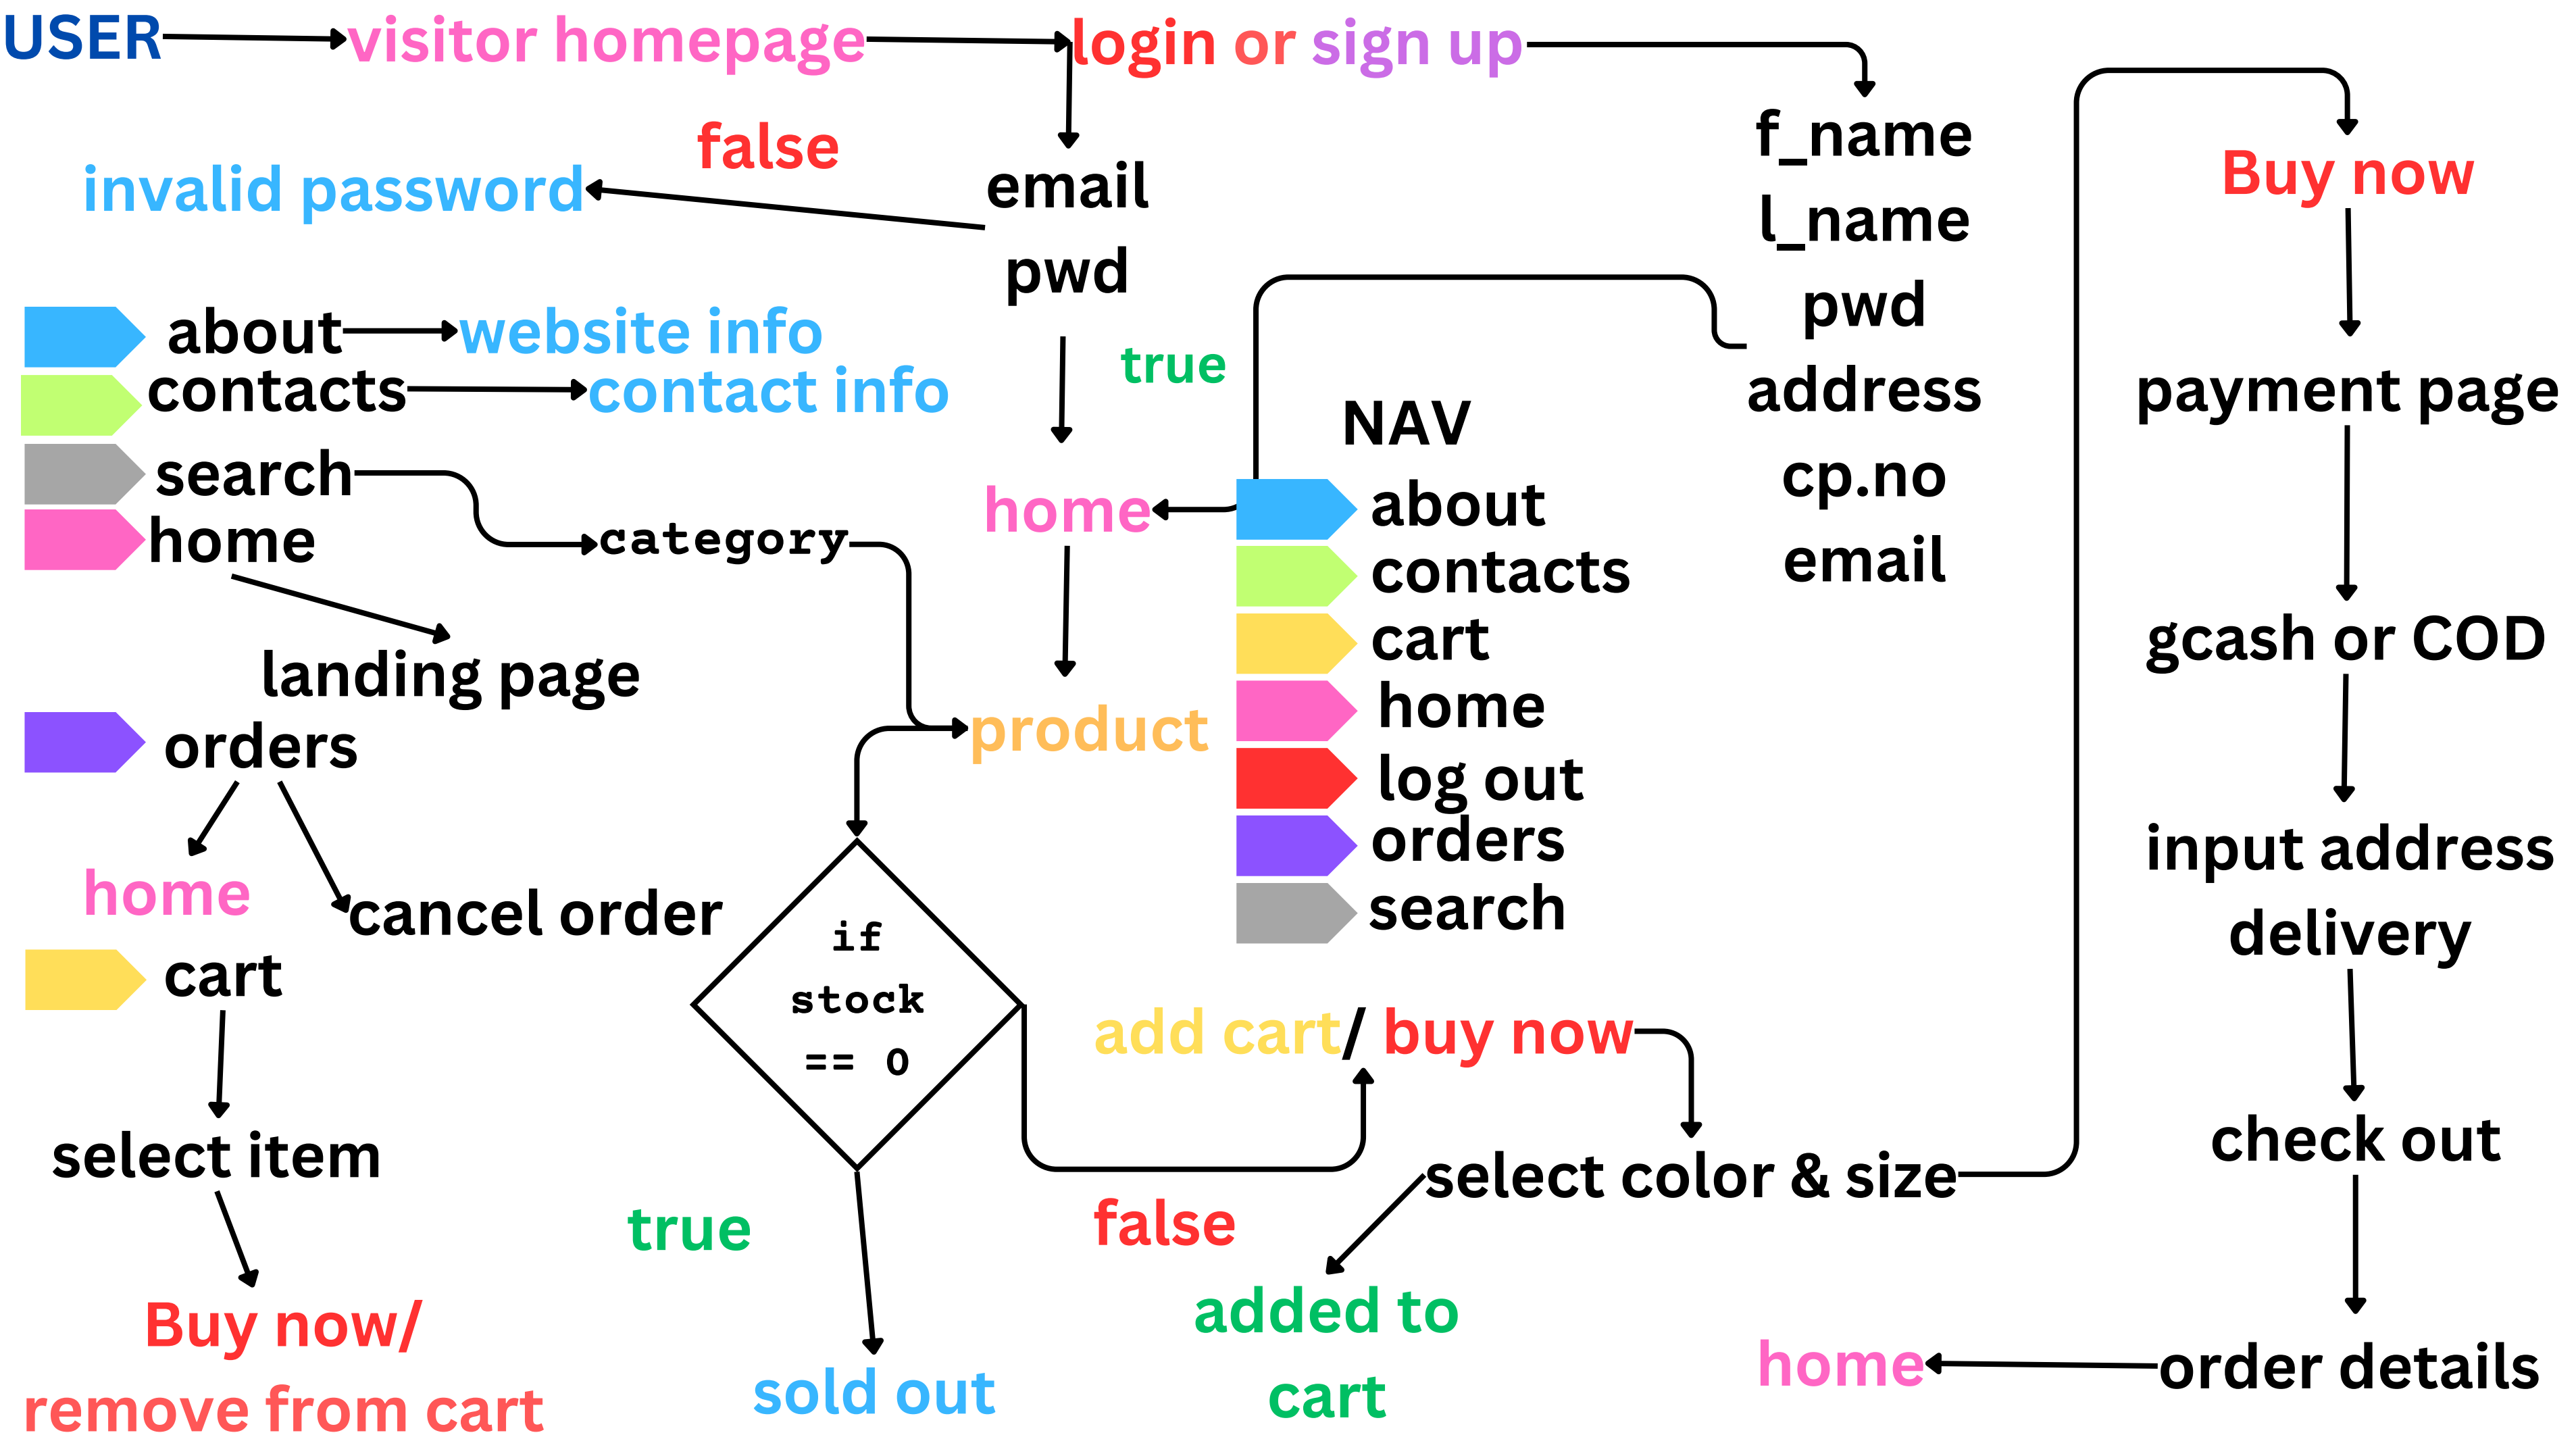 USER
visitor homepage
login or sign up
false
invalid password
email
pwd
true
f_name
l_name
pwd
address
cp.no
email
Buy now
payment page
gcash or COD
input address
delivery
check out
order details
home
about
website info
contacts
contact info
search
category
home
landing page
orders
home
cancel order
cart
select item
Buy now/
remove from cart
home
product
NAV
about
contacts
cart
home
log out
orders
search
if
stock
== 0
true
sold out
false
add cart/ buy now
select color & size
added to
cart